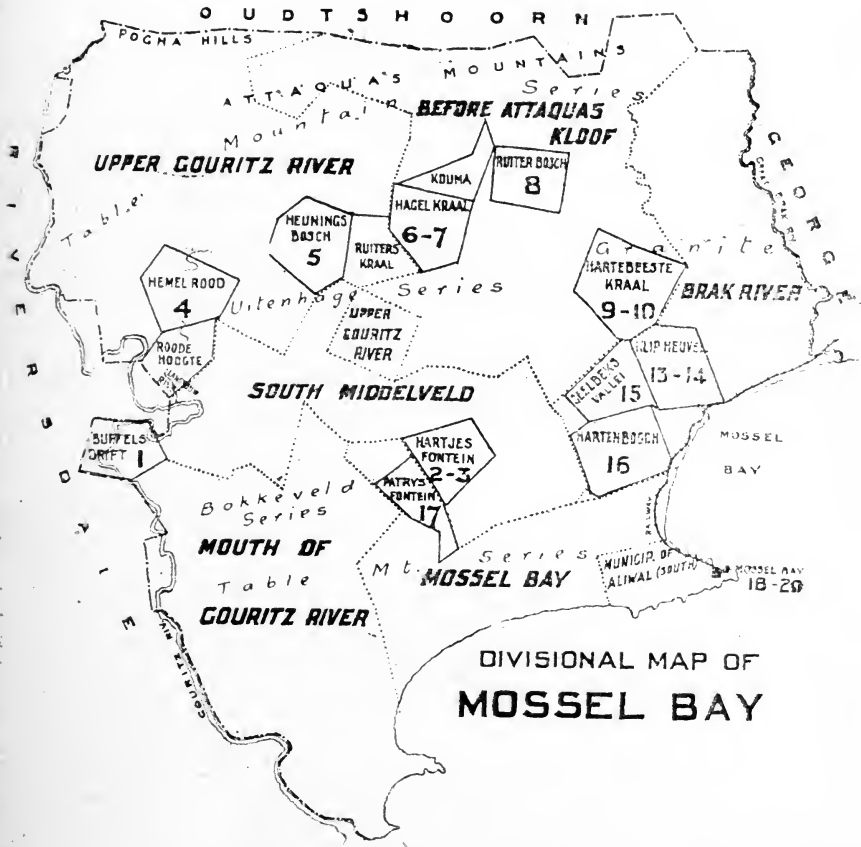 OUDTSHOORN
POGHA HILLS
ATTAQUA'S MOUNTAINS
Table Mountain Series
BEFORE ATTAQUAS
KLOOF
UPPER GOURITZ RIVER
RIVERSDALE
GEORGE
KOUMA
RUITER BOSCH
8
HAGEL KRAAL
6-7
HEUNINGS
BOSCH
5
RUITERS
KRAAL
Granite
HEMEL ROOD
4
Uitenhage Series
HARTEBEESTE
KRAAL
9-10
BRAK RIVER
UPPER
GOURITZ
RIVER
ROODE
HOOGTE
KLIP HEUVEL
13-14
VALLEI
15
SOUTH MIDDELVELD
BUFFELS
DRIFT 1
HARTJES
FONTEIN
2-3
HARTENBOSCH
16
MOSSEL
BAY
PATRYS
FONTEIN
17
RAILWAY
Bokkeveld
Series
MOUTH OF
GOURITZ RIVER
Table Mt. Series
MOSSEL BAY
MUNICIP. OF
ALIWAL (SOUTH)
MOSSEL BAY
18-20
GOURITZ RIV.
DIVISIONAL MAP OF
MOSSEL BAY